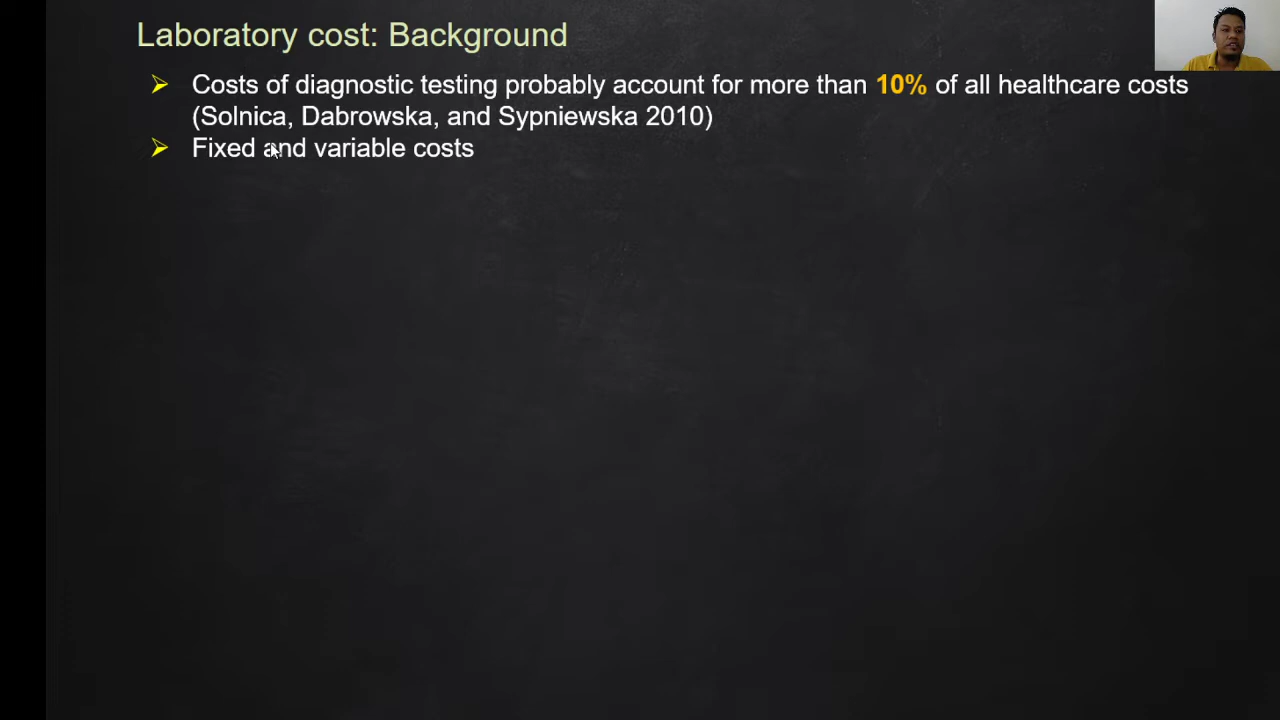 Laboratory cost: Background
➢ Costs of diagnostic testing probably account for more than 10% of all healthcare costs
(Solnica, Dabrowska, and Sypniewska 2010)
➢ Fixed and variable costs